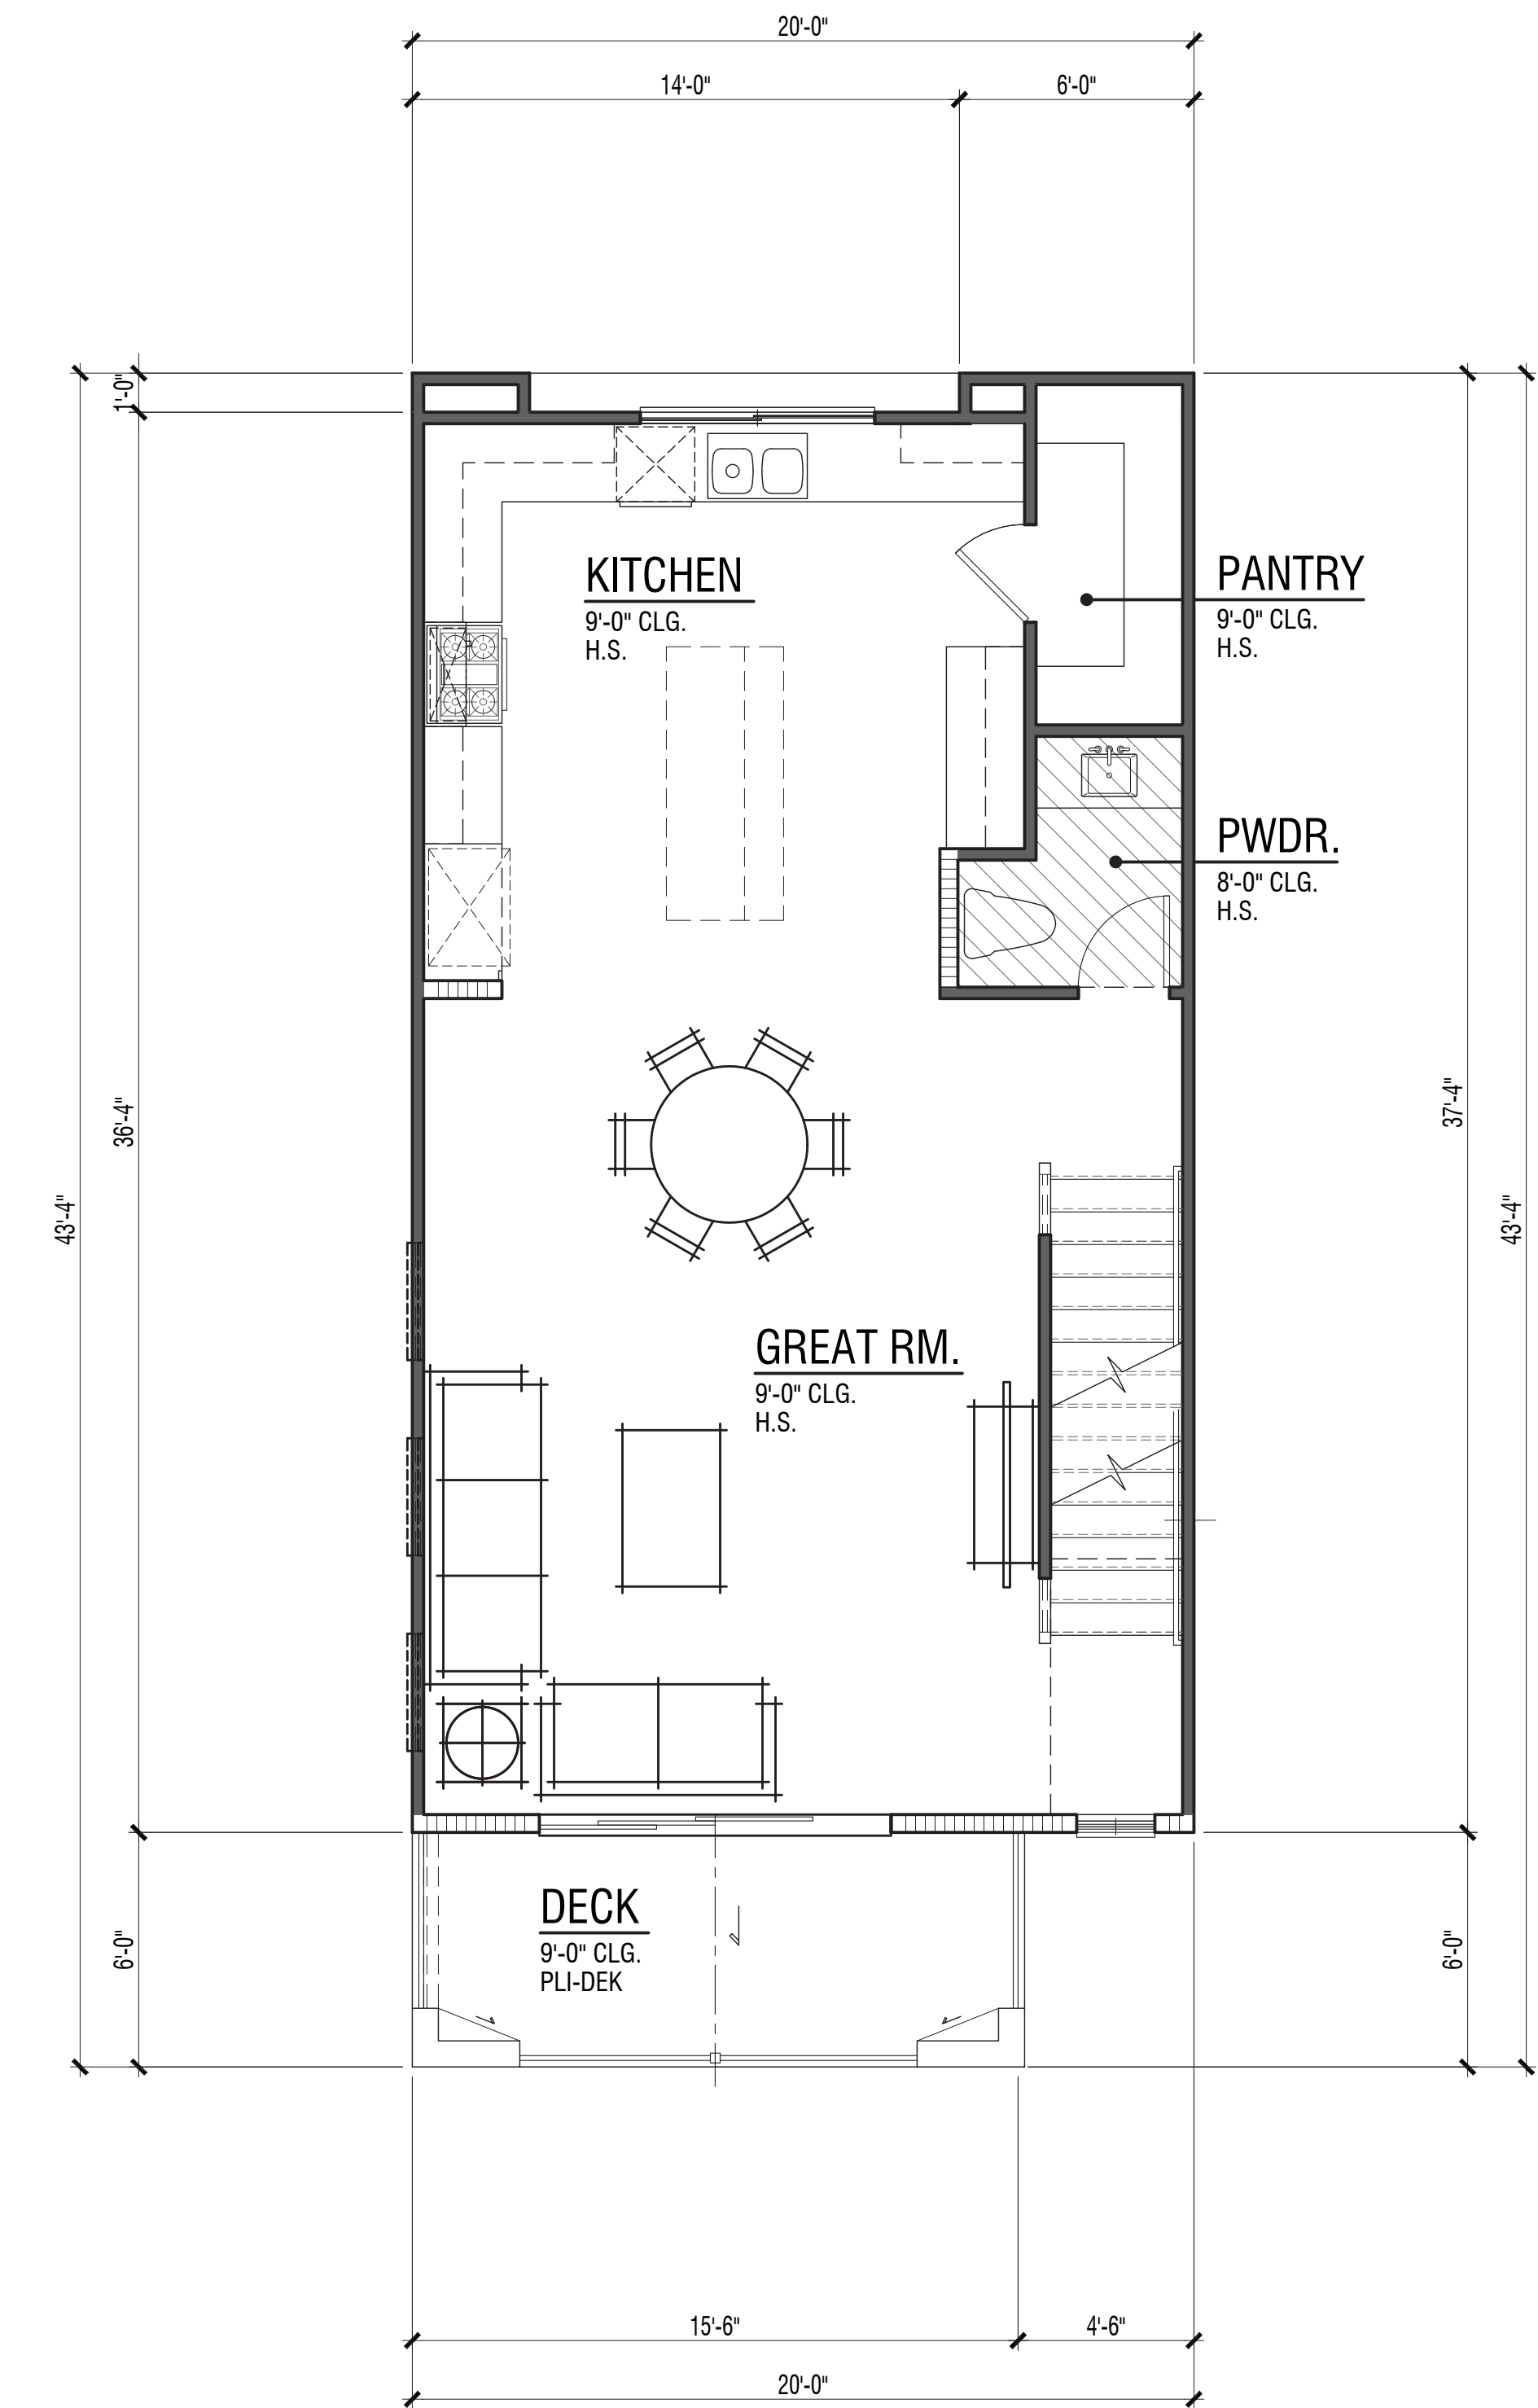 20'-0"
14'-0"
6'-0"
1'-0"
KITCHEN
9'-0" CLG.
H.S.
PANTRY
9'-0" CLG.
H.S.
PWDR.
8'-0" CLG.
H.S.
36'-4"
37'-4"
43'-4"
43'-4"
GREAT RM.
9'-0" CLG.
H.S.
DECK
9'-0" CLG.
PLI-DEK
6'-0"
6'-0"
15'-6"
4'-6"
20'-0"